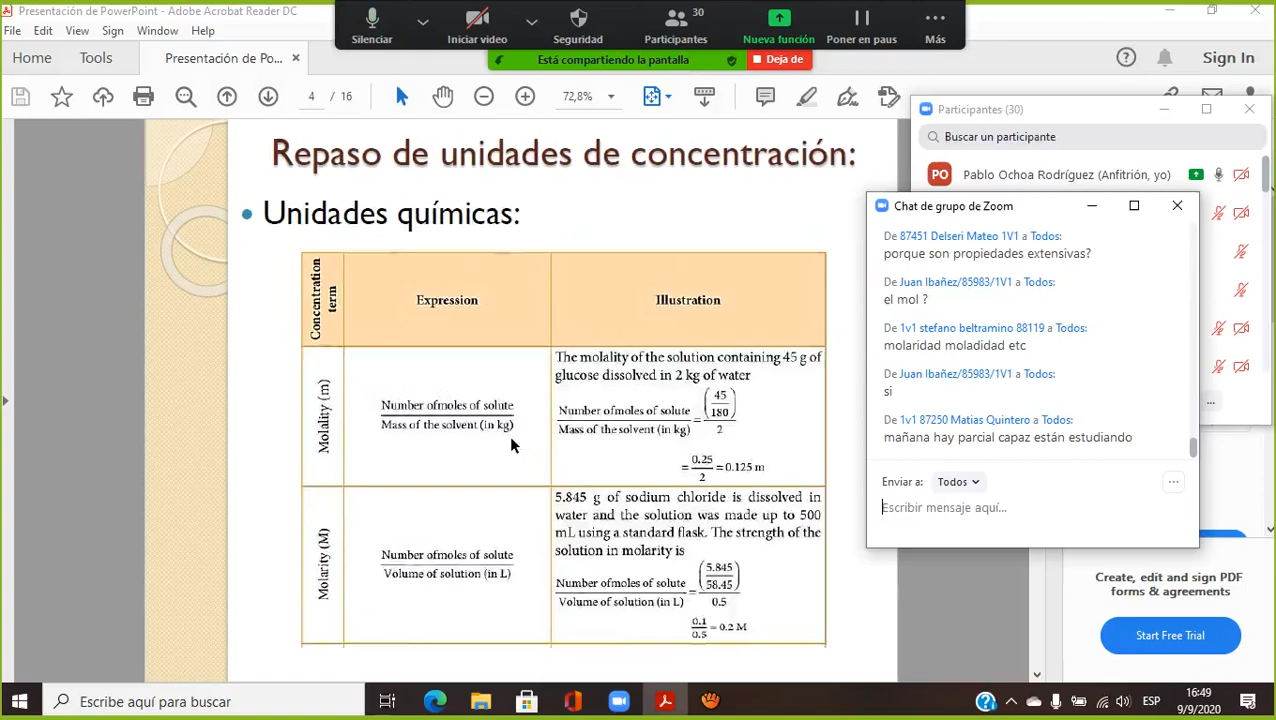 Presentación de PowerPoint - Adobe Acrobat Reader DC
File Edit View Sign Window Help
Silenciar
Iniciar video
Seguridad
30
Participantes
Nueva función
Poner en paus
Más
Está compartiendo la pantalla
Deja de
Home
Tools
Presentación de Po...
Sign In
4 / 16
72,8%
Repaso de unidades de concentración:
Unidades químicas:
Concentration
term
Expression
Illustration
Molality (m)
Number ofmoles of solute
Mass of the solvent (in kg)
The molality of the solution containing 45 g of
glucose dissolved in 2 kg of water
Number ofmoles of solute
Mass of the solvent (in kg)
= (45/180)/2
= 0.25/2 = 0.125 m
Molarity (M)
Number ofmoles of solute
Volume of solution (in L)
5.845 g of sodium chloride is dissolved in
water and the solution was made up to 500
mL using a standard flask. The strength of the
solution in molarity is
Number ofmoles of solute
Volume of solution (in L)
= (5.845/58.45)/0.5
0.1/0.5 = 0.2 M
Participantes (30)
Buscar un participante
PO
Pablo Ochoa Rodríguez (Anfitrión, yo)
...
Chat de grupo de Zoom
De 87451 Delseri Mateo 1V1 a Todos:
porque son propiedades extensivas?
De Juan Ibañez/85983/1V1 a Todos:
el mol ?
De 1v1 stefano beltramino 88119 a Todos:
molaridad moladidad etc
De Juan Ibañez/85983/1V1 a Todos:
si
De 1v1 87250 Matias Quintero a Todos:
mañana hay parcial capaz están estudiando
Enviar a: Todos
...
Escribir mensaje aquí...
Create, edit and sign PDF
forms & agreements
Start Free Trial
Escribe aquí para buscar
ESP
16:49
9/9/2020